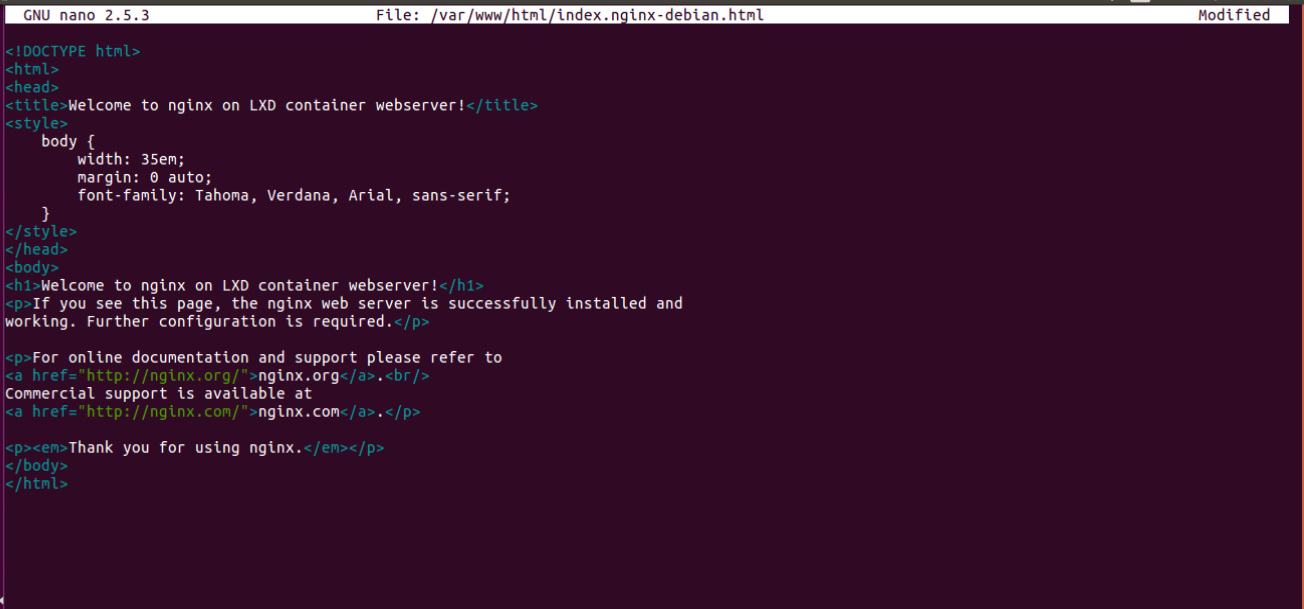 GNU nano 2.5.3 File: /var/www/html/index.nginx-debian.html Modified
<!DOCTYPE html>
<html>
<head>
<title>Welcome to nginx on LXD container webserver!</title>
<style>
    body {
        width: 35em;
        margin: 0 auto;
        font-family: Tahoma, Verdana, Arial, sans-serif;
    }
</style>
</head>
<body>
<h1>Welcome to nginx on LXD container webserver!</h1>
<p>If you see this page, the nginx web server is successfully installed and
working. Further configuration is required.</p>
<p>For online documentation and support please refer to
<a href="http://nginx.org/">nginx.org</a>.<br/>
Commercial support is available at
<a href="http://nginx.com/">nginx.com</a>.</p>
<p><em>Thank you for using nginx.</em></p>
</body>
</html>